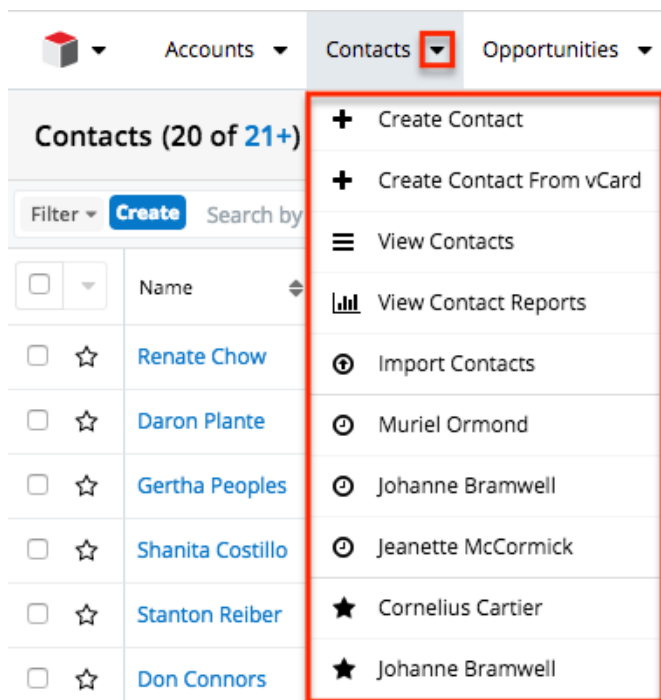 Accounts Contacts Opportunities
Contacts (20 of 21+)
Filter Create Search by
Name
Renate Chow
Daron Plante
Gertha Peoples
Shanita Costillo
Stanton Reiber
Don Connors
Create Contact
Create Contact From vCard
View Contacts
View Contact Reports
Import Contacts
Muriel Ormond
Johanne Bramwell
Jeanette McCormick
Cornelius Cartier
Johanne Bramwell